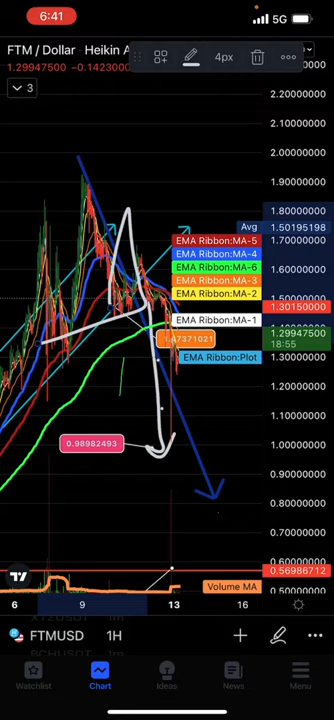 6:41
5G
FTM / Dollar · Heikin A
4px
1.29947500 −0.1423000
3
2.20000000
2.10000000
2.00000000
1.90000000
1.80000000
Avg 1.50195198
EMA Ribbon:MA-5 1.70000000
EMA Ribbon:MA-4
EMA Ribbon:MA-6 1.60000000
EMA Ribbon:MA-3
EMA Ribbon:MA-2
1.30150000
EMA Ribbon:MA-1
1.29947500
18:55
EMA Ribbon:Plot 1.30000000
1.20000000
1.10000000
0.98982493 1.00000000
0.90000000
0.80000000
0.70000000
0.60000000
0.56986712
Volume MA 0.50000000
6 9 13 16
FTMUSD 1H
BCHUSDT 1m
Watchlist Chart Ideas News Menu